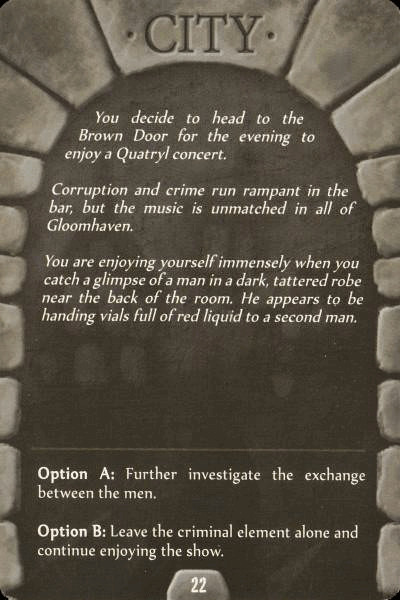 · CITY ·
You decide to head to the
Brown Door for the evening to
enjoy a Quatryl concert.
Corruption and crime run rampant in the
bar, but the music is unmatched in all of
Gloomhaven.
You are enjoying yourself immensely when you
catch a glimpse of a man in a dark, tattered robe
near the back of the room. He appears to be
handing vials full of red liquid to a second man.
Option A: Further investigate the exchange
between the men.
Option B: Leave the criminal element alone and
continue enjoying the show.
22